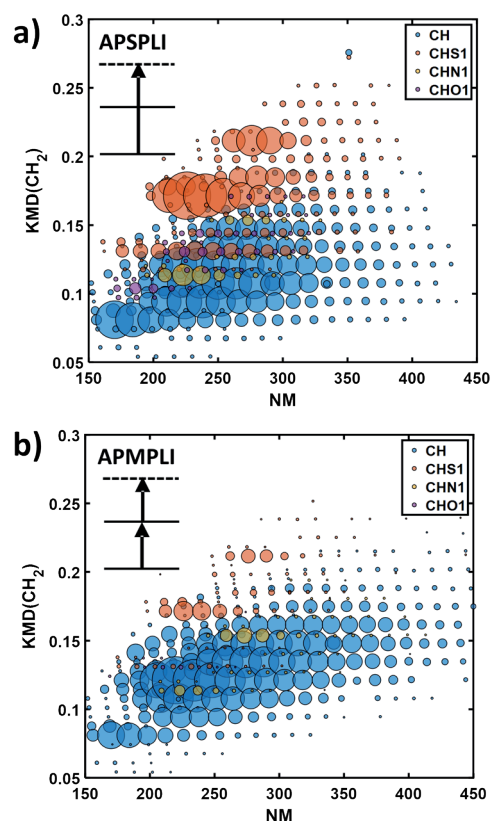 a)
APSPLI
CH
CHS1
CHN1
CHO1
0.3
0.25
0.2
0.15
0.1
0.05
KMD(CH2)
150 200 250 300 350 400 450
NM
b)
APMPLI
CH
CHS1
CHN1
CHO1
0.3
0.25
0.2
0.15
0.1
0.05
KMD(CH2)
150 200 250 300 350 400 450
NM